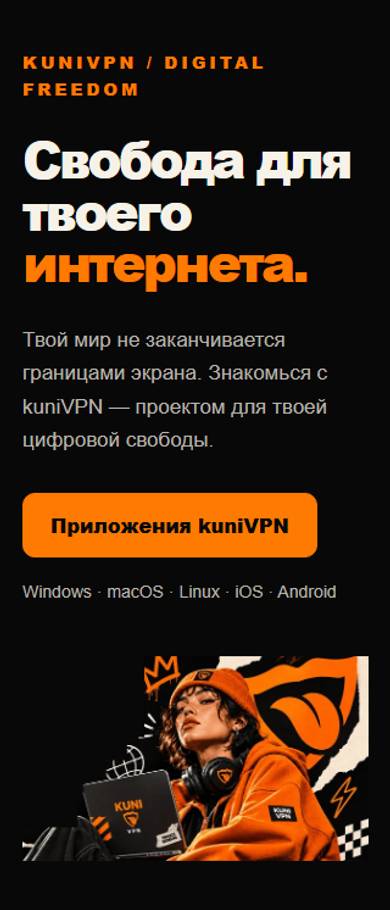 KUNIVPN / DIGITAL
FREEDOM
Свобода для
твоего
интернета.
Твой мир не заканчивается
границами экрана. Знакомься с
kuniVPN — проектом для твоей
цифровой свободы.
Приложения kuniVPN
Windows · macOS · Linux · iOS · Android
KUNI
VPN
KUNI
VPN